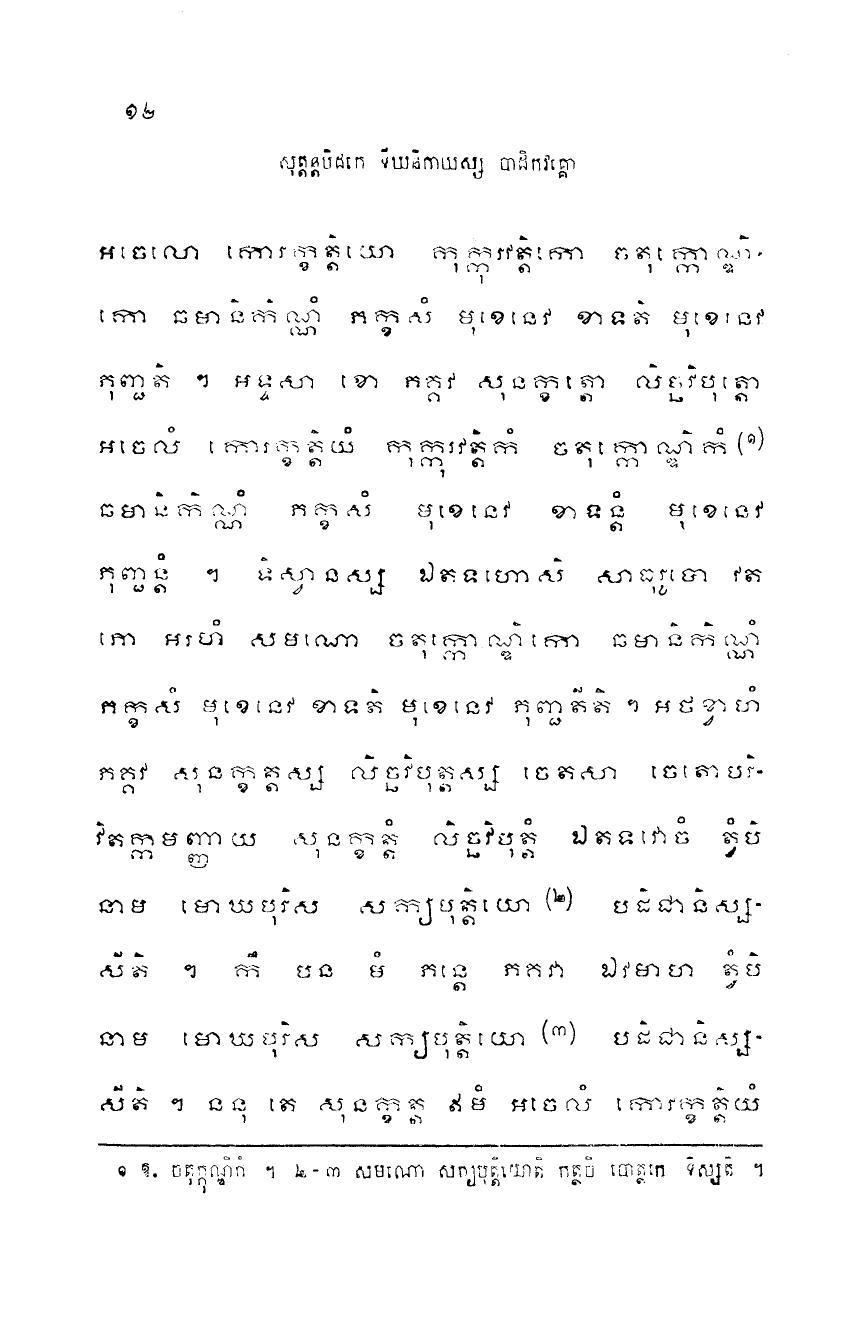 ១២
សុត្តន្តបិដកេ ទីឃនិកាយស្ស បាដិកវគ្គោ
អចេលោ កោរក្ខត្តិយោ កុក្កុរវត្តិកោ ចតុក្កោណ្ឌិ-
កោ ឆមានិកិណ្ណំ ភក្ខសំ មុខេនេវ ខាទតិ មុខេនេវ
ភុញ្ជតិ ។ អទ្ទសា ខោ ភគ្គវ សុនក្ខត្តោ លិច្ឆវិបុត្តោ
អចេលំ កោរក្ខត្តិយំ កុក្កុរវត្តិកំ ចតុក្កោណ្ឌិកំ (១)
ឆមានិកិណ្ណំ ភក្ខសំ មុខេនេវ ខាទន្តំ មុខេនេវ
ភុញ្ជន្តំ ។ ទិស្វានស្ស ឯតទហោសិ សាធុរូបោ វត
ភោ អរហំ សមណោ ចតុក្កោណ្ឌិកោ ឆមានិកិណ្ណំ
ភក្ខសំ មុខេនេវ ខាទតិ មុខេនេវ ភុញ្ជតីតិ ។ អថខ្វាហំ
ភគ្គវ សុនក្ខត្តស្ស លិច្ឆវិបុត្តស្ស ចេតសា ចេតោបរិ-
វិតក្កមញ្ញាយ សុនក្ខត្តំ លិច្ឆវិបុត្តំ ឯតទវោចំ ត្វំបិ
នាម មោឃបុរិស សក្យបុត្តិយោ (២) បដិជានិស្ស-
សីតិ ។ កឹ បន មំ ភន្តេ ភគវា ឯវមាហ ត្វំបិ
នាម មោឃបុរិស សក្យបុត្តិយោ (៣) បដិជានិស្ស-
សីតិ ។ ននុ តេ សុនក្ខត្ត ឥមំ អចេលំ កោរក្ខត្តិយំ
១ ឱ. ចតុក្កុណ្ឌិកំ ។ ២-៣ សមណោ សក្យបុត្តិយោតិ កត្ថចិ បោត្ថកេ ទិស្សតិ ។